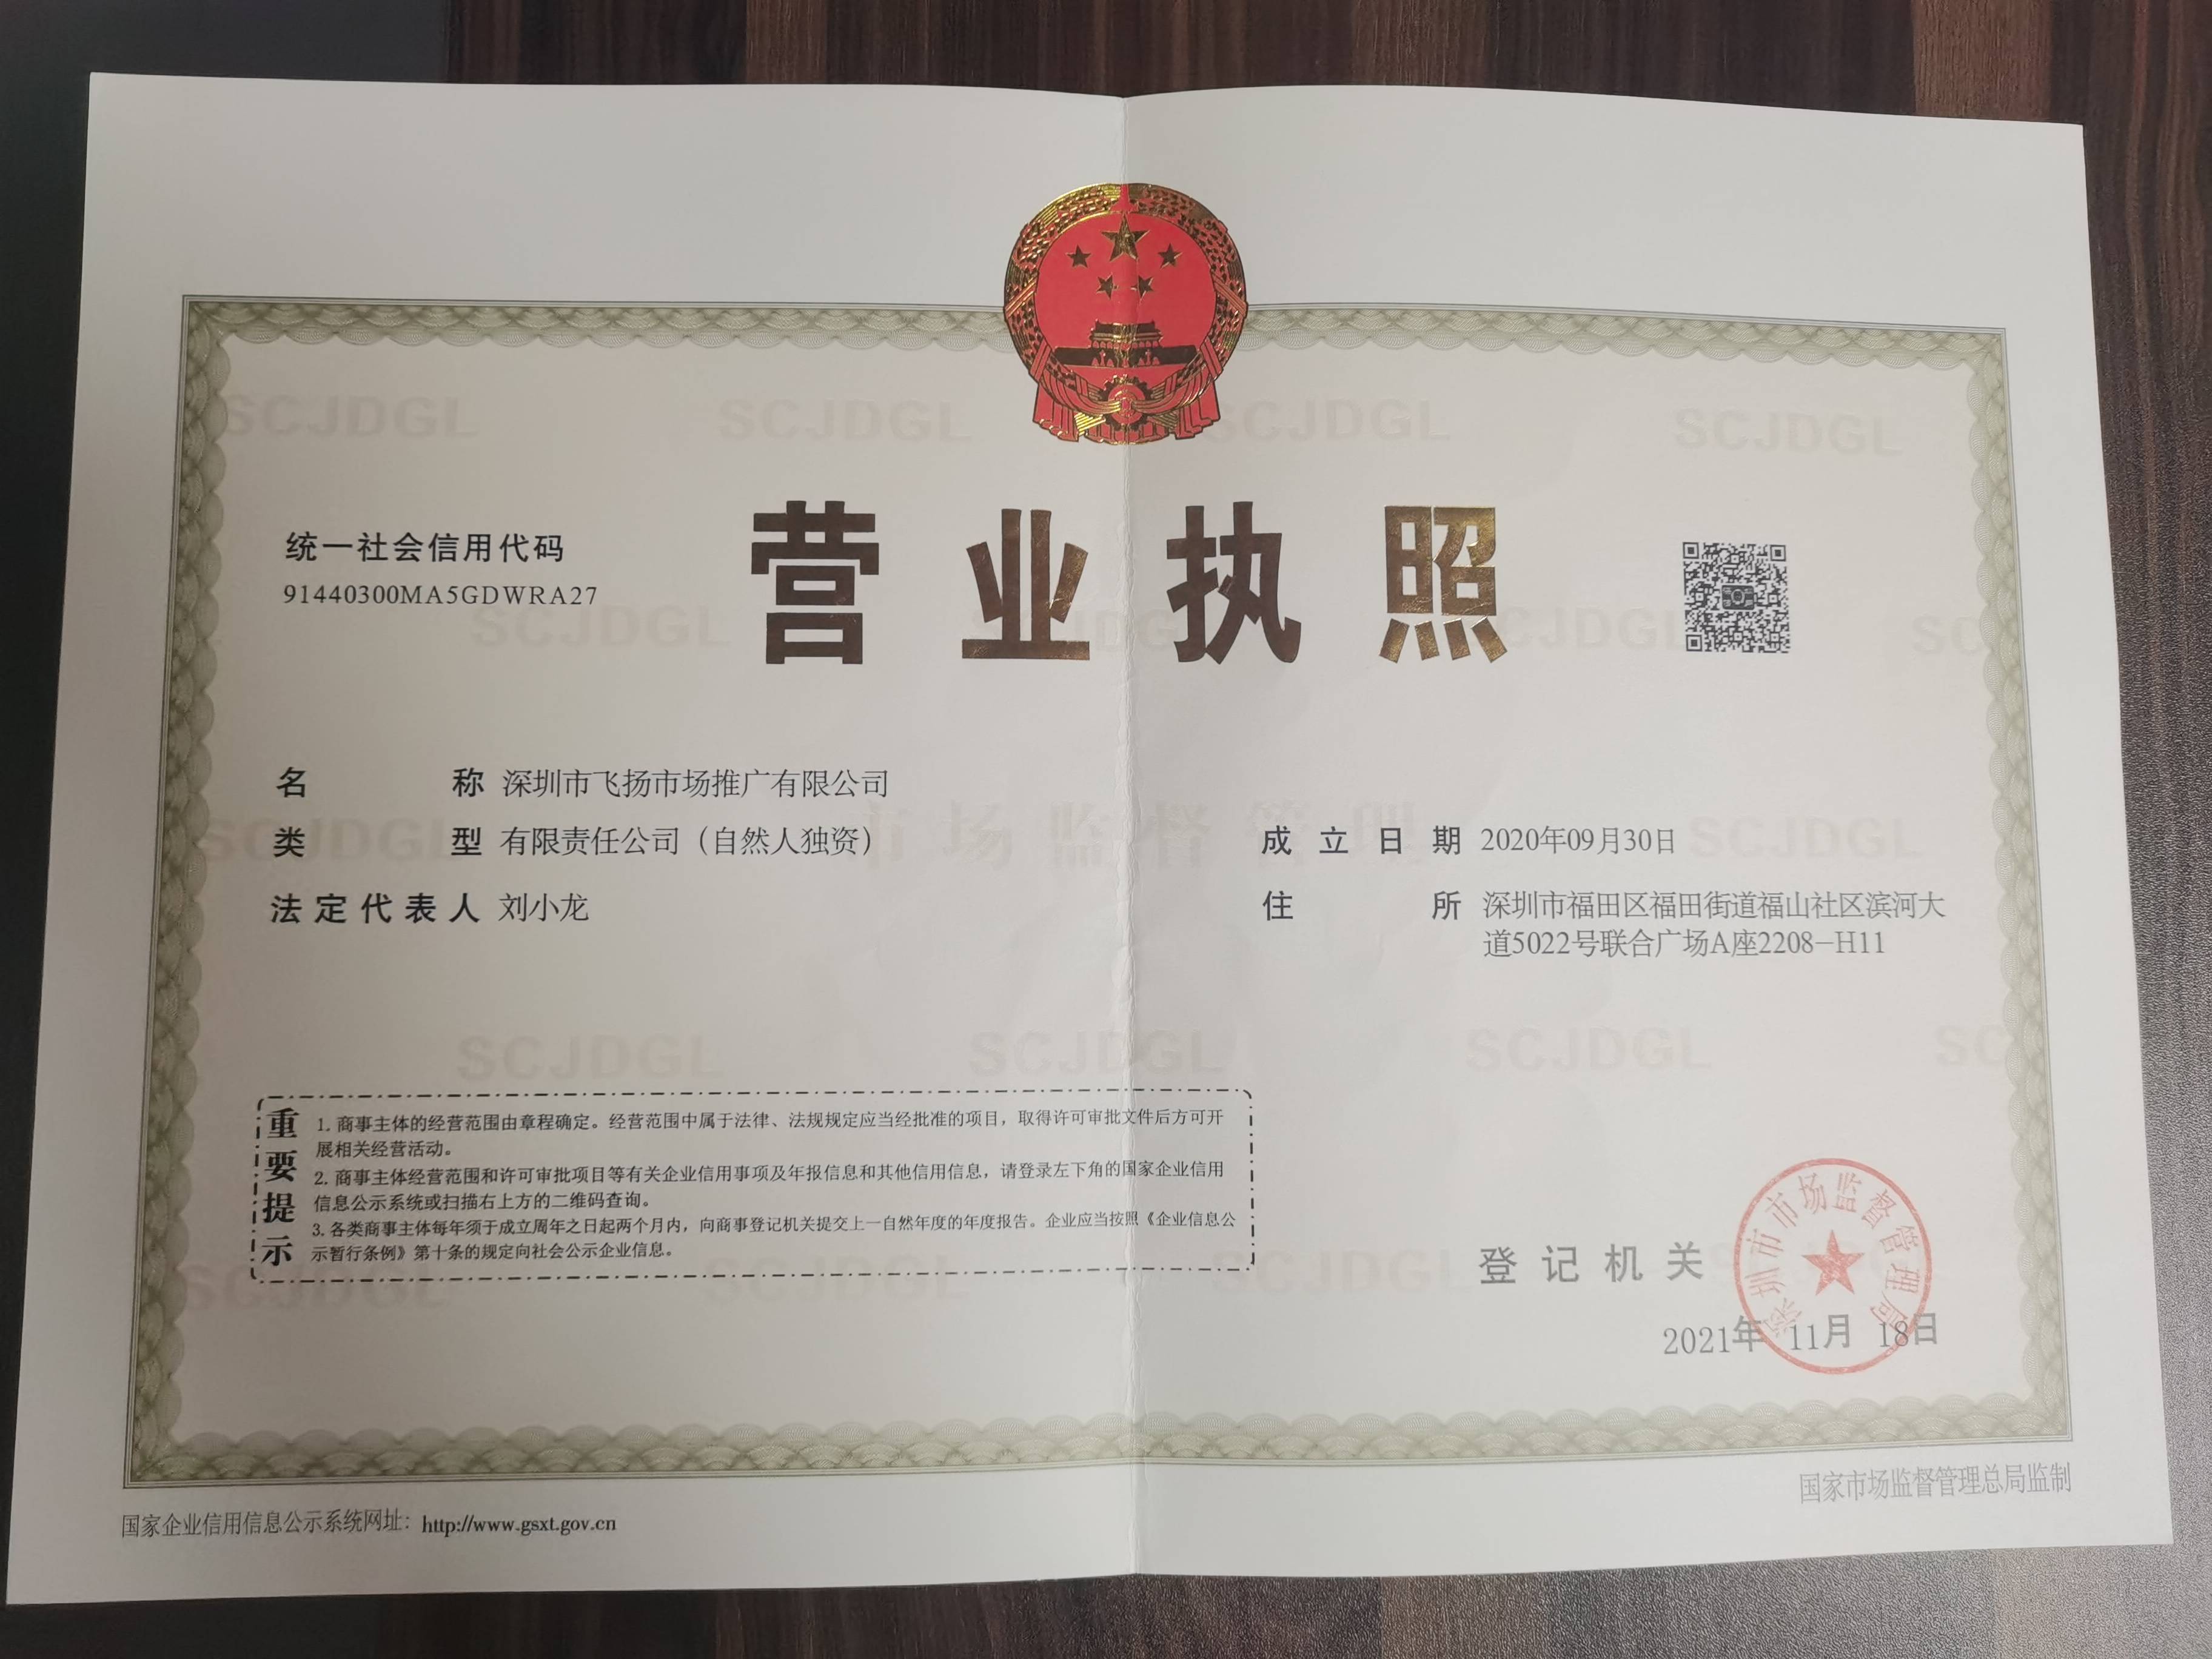 营业执照
统一社会信用代码
91440300MA5GDWRA27
名称 深圳市飞扬市场推广有限公司
类型 有限责任公司（自然人独资）
法定代表人 刘小龙
成立日期 2020年09月30日
住所 深圳市福田区福田街道福山社区滨河大
道5022号联合广场A座2208-H11
重要提示
1. 商事主体的经营范围由章程确定。经营范围中属于法律、法规规定应当经批准的项目，取得许可审批文件后方可开
展相关经营活动。
2. 商事主体经营范围和许可审批项目等有关企业信用事项及年报信息和其他信用信息，请登录左下角的国家企业信用
信息公示系统或扫描右上方的二维码查询。
3. 各类商事主体每年须于成立周年之日起两个月内，向商事登记机关提交上一自然年度的年度报告。企业应当按照《企业信息公
示暂行条例》第十条的规定向社会公示企业信息。
登记机关
深圳市市场监督管理局
2021年 11月 18日
国家企业信用信息公示系统网址：http://www.gsxt.gov.cn
国家市场监督管理总局监制
SCJDGL
市场监督管理